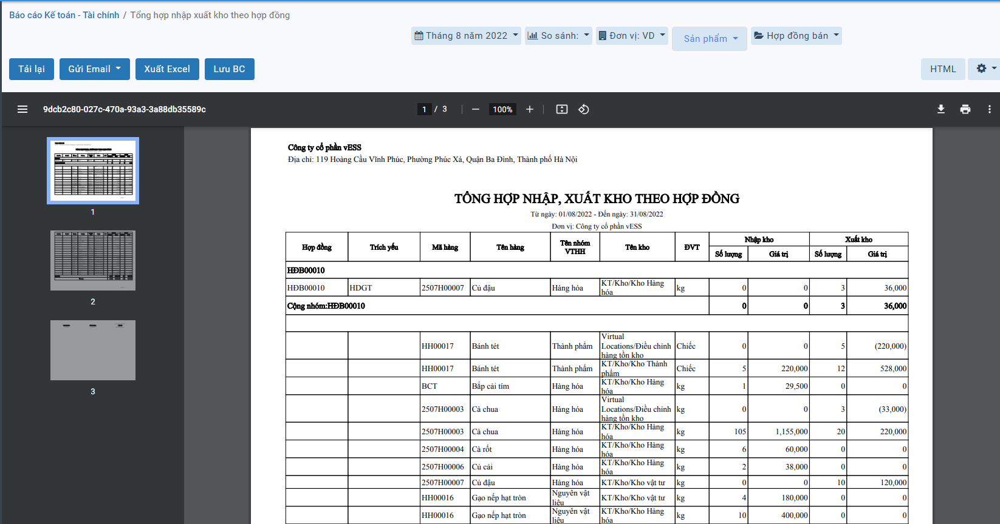 Báo cáo Kế toán - Tài chính / Tổng hợp nhập xuất kho theo hợp đồng
Tháng 8 năm 2022 So sánh: Đơn vị: VD Sản phẩm Hợp đồng bán
Tải lại Gửi Email Xuất Excel Lưu BC HTML
9dcb2c80-027c-470a-93a3-3a88db35589c 1 / 3 100%
1
2
3
Công ty cổ phần vESS
Địa chỉ: 119 Hoàng Cầu Vĩnh Phúc, Phường Phúc Xá, Quận Ba Đình, Thành phố Hà Nội
TỔNG HỢP NHẬP, XUẤT KHO THEO HỢP ĐỒNG
Từ ngày: 01/08/2022 - Đến ngày: 31/08/2022
Đơn vị: Công ty cổ phần vESS
Hợp đồng Trích yếu Mã hàng Tên hàng Tên nhóm VTHH Tên kho ĐVT Nhập kho Xuất kho
Số lượng Giá trị Số lượng Giá trị
HĐB00010
HĐB00010 HDGT 2507H00007 Củ đậu Hàng hóa KT/Kho/Kho Hàng hóa kg 0 0 3 36,000
Cộng nhóm:HĐB00010 0 0 3 36,000
HH00017 Bánh tét Thành phẩm Virtual Locations/Điều chỉnh hàng tồn kho Chiếc 0 0 5 (220,000)
HH00017 Bánh tét Thành phẩm KT/Kho/Kho Thành phẩm Chiếc 5 220,000 12 528,000
BCT Bắp cải tím Hàng hóa KT/Kho/Kho Hàng hóa kg 1 29,500 0 0
2507H00003 Cà chua Hàng hóa Virtual Locations/Điều chỉnh hàng tồn kho kg 0 0 3 (33,000)
2507H00003 Cà chua Hàng hóa KT/Kho/Kho Hàng hóa kg 105 1,155,000 20 220,000
2507H00004 Cà rốt Hàng hóa KT/Kho/Kho Hàng hóa kg 6 60,000 0 0
2507H00006 Củ cải Hàng hóa KT/Kho/Kho Hàng hóa kg 2 38,000 0 0
2507H00007 Củ đậu Hàng hóa KT/Kho/Kho vật tư kg 0 0 10 120,000
HH00016 Gạo nếp hạt tròn Nguyên vật liệu KT/Kho/Kho vật tư kg 4 180,000 0 0
HH00016 Gạo nếp hạt tròn Nguyên vật liệu KT/Kho/Kho Hàng hóa kg 10 400,000 0 0